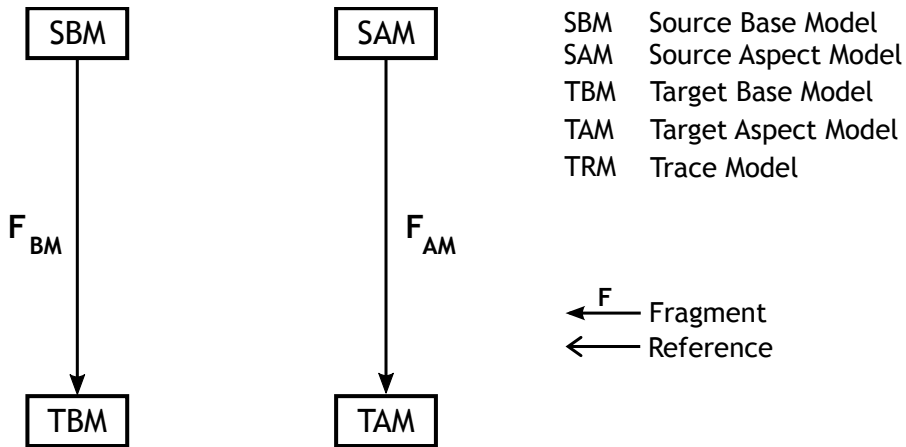 SBM
SAM
SBM Source Base Model
SAM Source Aspect Model
TBM Target Base Model
TAM Target Aspect Model
TRM Trace Model
F BM
F AM
F
Fragment
Reference
TBM
TAM